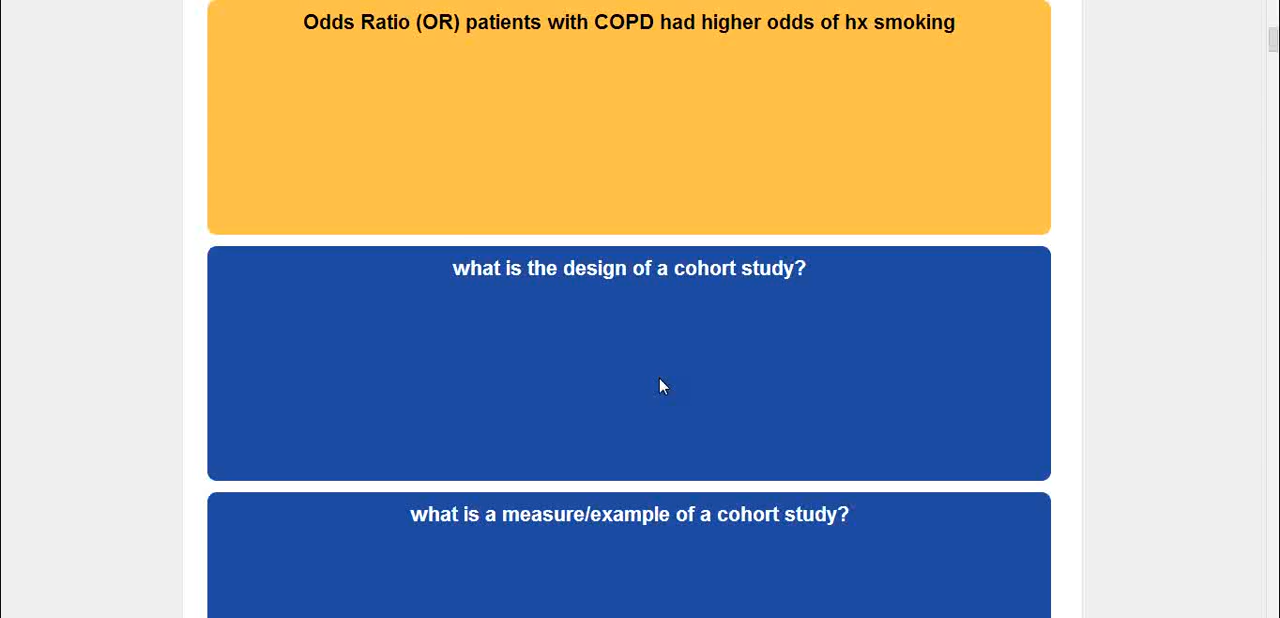 Odds Ratio (OR) patients with COPD had higher odds of hx smoking
what is the design of a cohort study?
what is a measure/example of a cohort study?